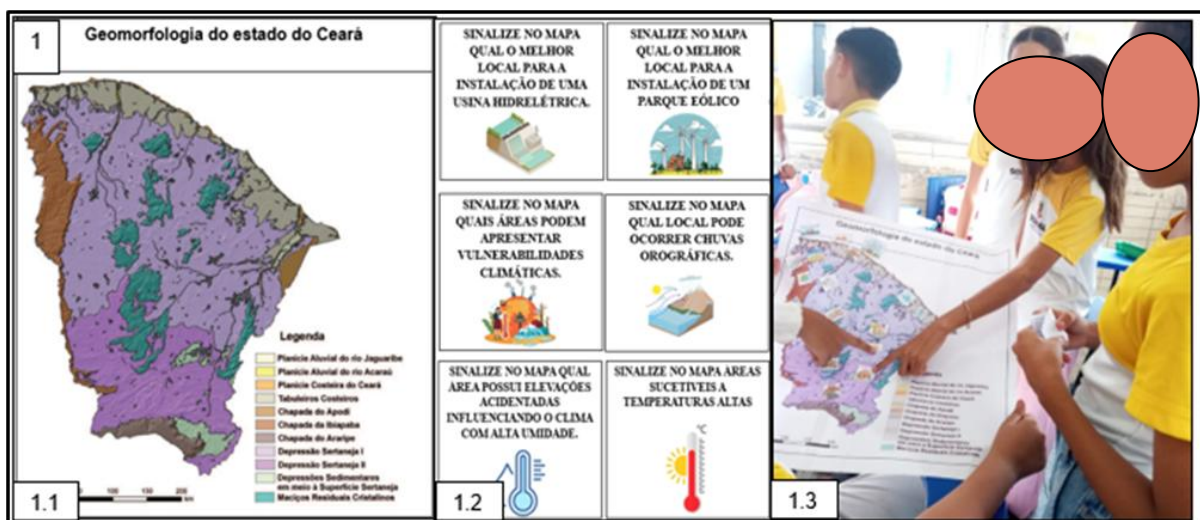 1
Geomorfologia do estado do Ceará
Legenda
Planície Aluvial do rio Jaguaribe
Planície Aluvial do rio Acaraú
Planície Costeira do Ceará
Tabuleiros Costeiros
Chapada do Apodi
Chapada da Ibiapaba
Chapada do Araripe
Depressão Sertaneja I
Depressão Sertaneja II
Depressões Sedimentares
em meio à Superfície Sertaneja
Maciços Residuais Cristalinos
100
200
km
1.1
SINALIZE NO MAPA
QUAL O MELHOR
LOCAL PARA A
INSTALAÇÃO DE UMA
USINA HIDRELÉTRICA.
SINALIZE NO MAPA
QUAL O MELHOR
LOCAL PARA A
INSTALAÇÃO DE UM
PARQUE EÓLICO
SINALIZE NO MAPA
QUAIS ÁREAS PODEM
APRESENTAR
VULNERABILIDADES
CLIMÁTICAS.
SINALIZE NO MAPA
QUAL LOCAL PODE
OCORRER CHUVAS
OROGRÁFICAS.
SINALIZE NO MAPA QUAL
ÁREA POSSUI ELEVAÇÕES
ACIDENTADAS
INFLUENCIANDO O CLIMA
COM ALTA UMIDADE.
SINALIZE NO MAPA ÁREAS
SUCETÍVEIS A
TEMPERATURAS ALTAS
°C
1.2
Geomorfologia do estado do Ceará
1.3